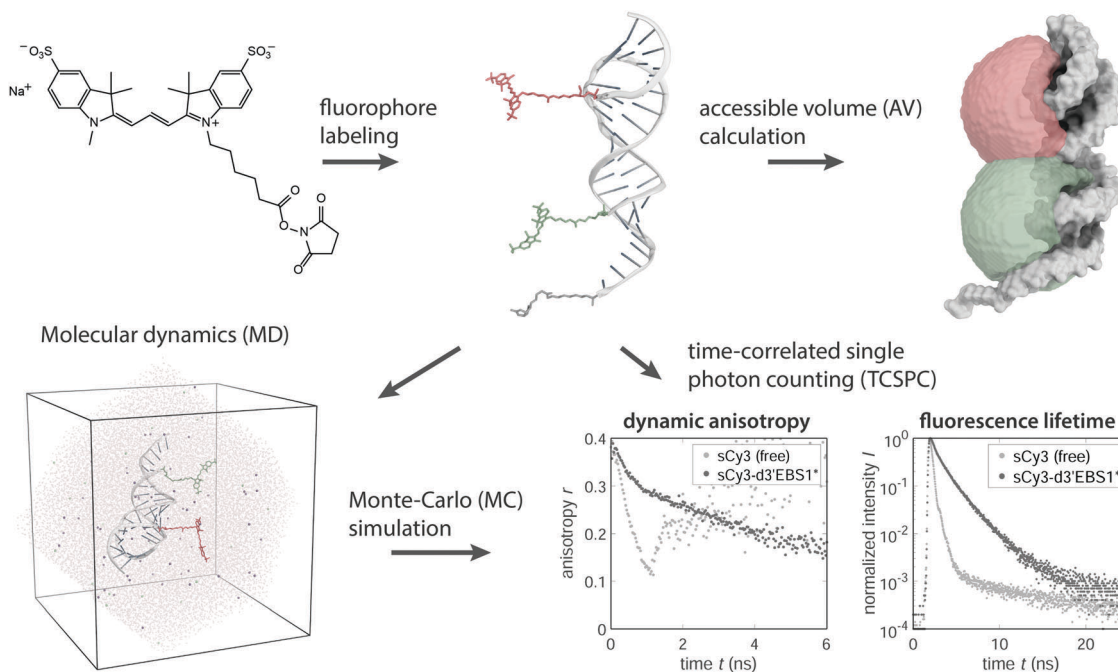 ⁻O₃S
SO₃⁻
Na⁺
N
N⁺
O
O
O
N
O
fluorophore
labeling
accessible volume (AV)
calculation
Molecular dynamics (MD)
time-correlated single
photon counting (TCSPC)
Monte-Carlo (MC)
simulation
dynamic anisotropy
fluorescence lifetime
sCy3 (free)
sCy3-d3'EBS1*
anisotropy r
0.4
0.3
0.2
0.1
0
0
2
4
6
time t (ns)
sCy3 (free)
sCy3-d3'EBS1*
normalized intensity I
10⁰
10⁻¹
10⁻²
10⁻³
10⁻⁴
0
10
20
time t (ns)